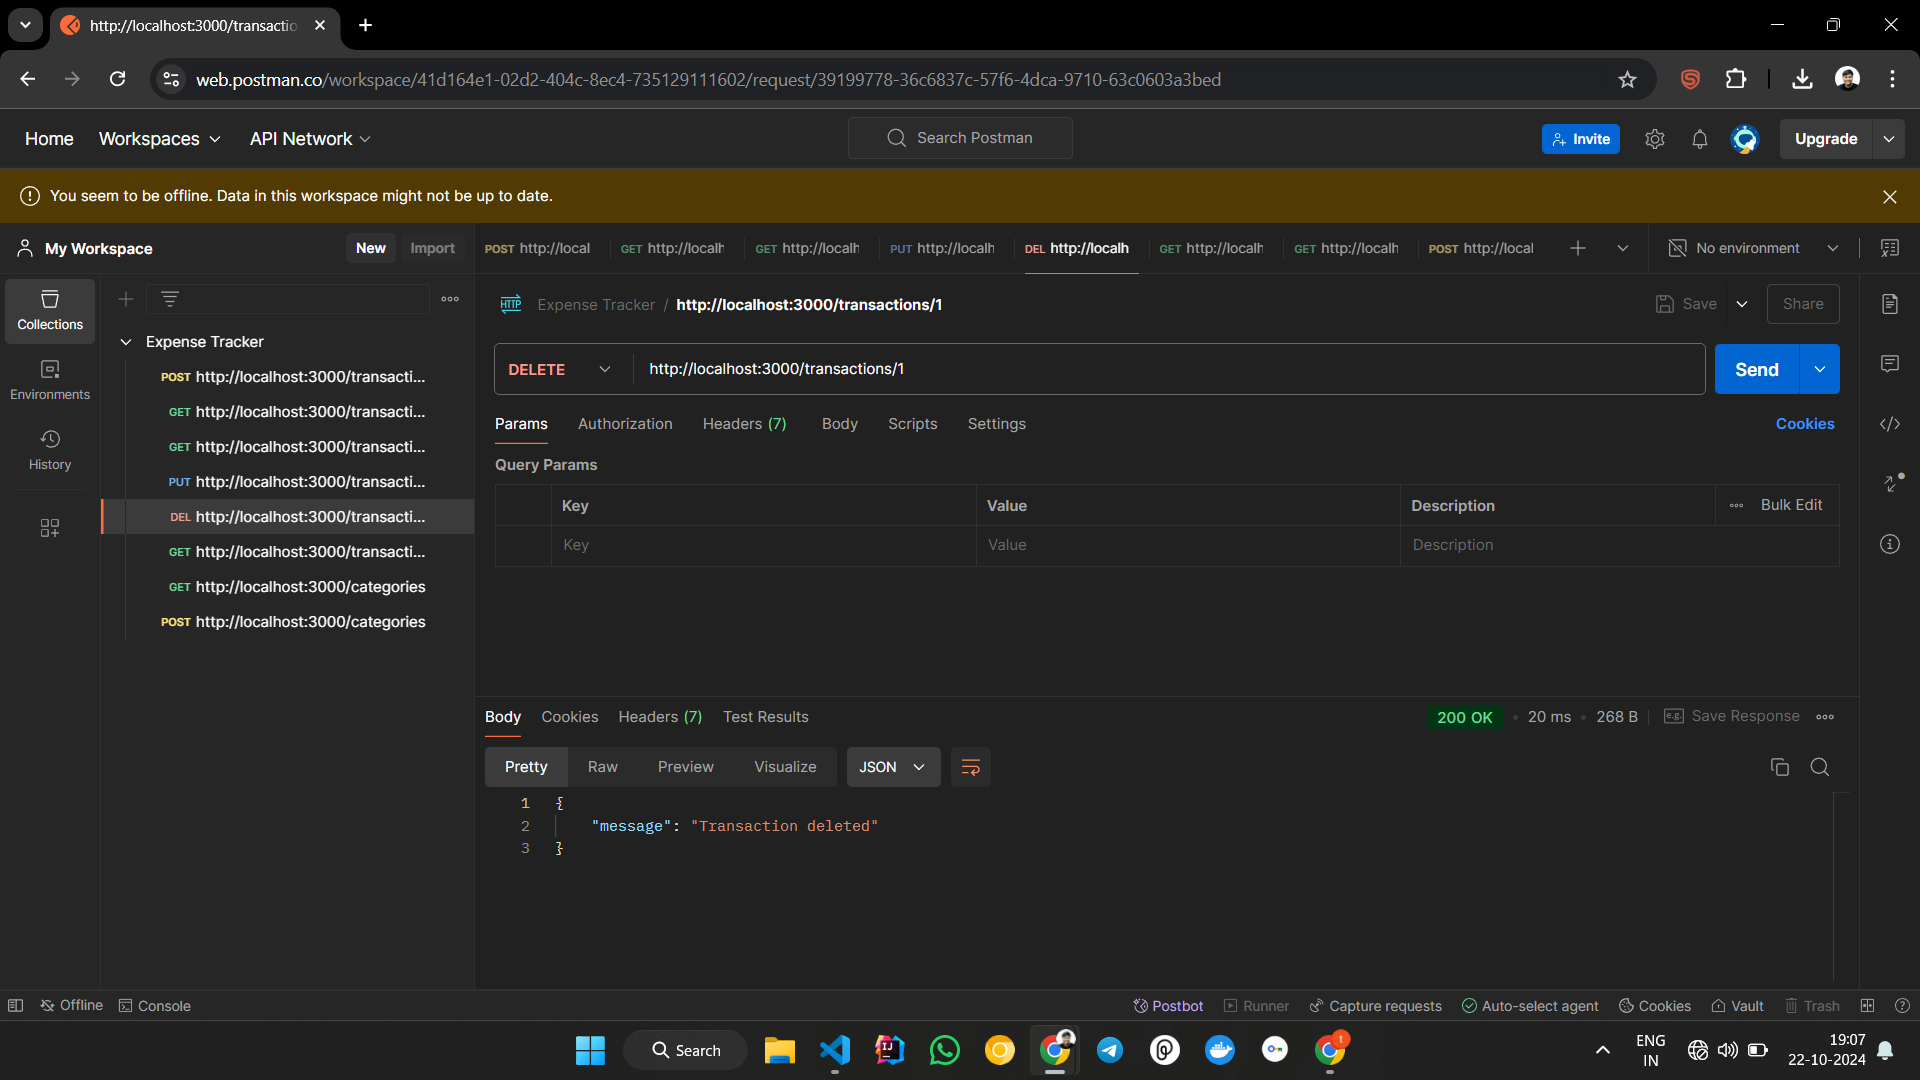 http://localhost:3000/transactio
web.postman.co/workspace/41d164e1-02d2-404c-8ec4-735129111602/request/39199778-36c6837c-57f6-4dca-9710-63c0603a3bed
Home Workspaces API Network Search Postman Invite Upgrade
You seem to be offline. Data in this workspace might not be up to date.
My Workspace New Import
POST http://local GET http://localh GET http://localh PUT http://localh DEL http://localh GET http://localh GET http://localh POST http://local No environment
Collections
Environments
History
Expense Tracker
POST http://localhost:3000/transacti...
GET http://localhost:3000/transacti...
GET http://localhost:3000/transacti...
PUT http://localhost:3000/transacti...
DEL http://localhost:3000/transacti...
GET http://localhost:3000/transacti...
GET http://localhost:3000/categories
POST http://localhost:3000/categories
HTTP Expense Tracker / http://localhost:3000/transactions/1 Save Share
DELETE http://localhost:3000/transactions/1 Send
Params Authorization Headers (7) Body Scripts Settings Cookies
Query Params
Key Value Description Bulk Edit
Key Value Description
Body Cookies Headers (7) Test Results 200 OK 20 ms 268 B e.g. Save Response
Pretty Raw Preview Visualize JSON
1 {
2 "message": "Transaction deleted"
3 }
Offline Console Postbot Runner Capture requests Auto-select agent Cookies Vault Trash
Search IJ t ENG IN 19:07
22-10-2024